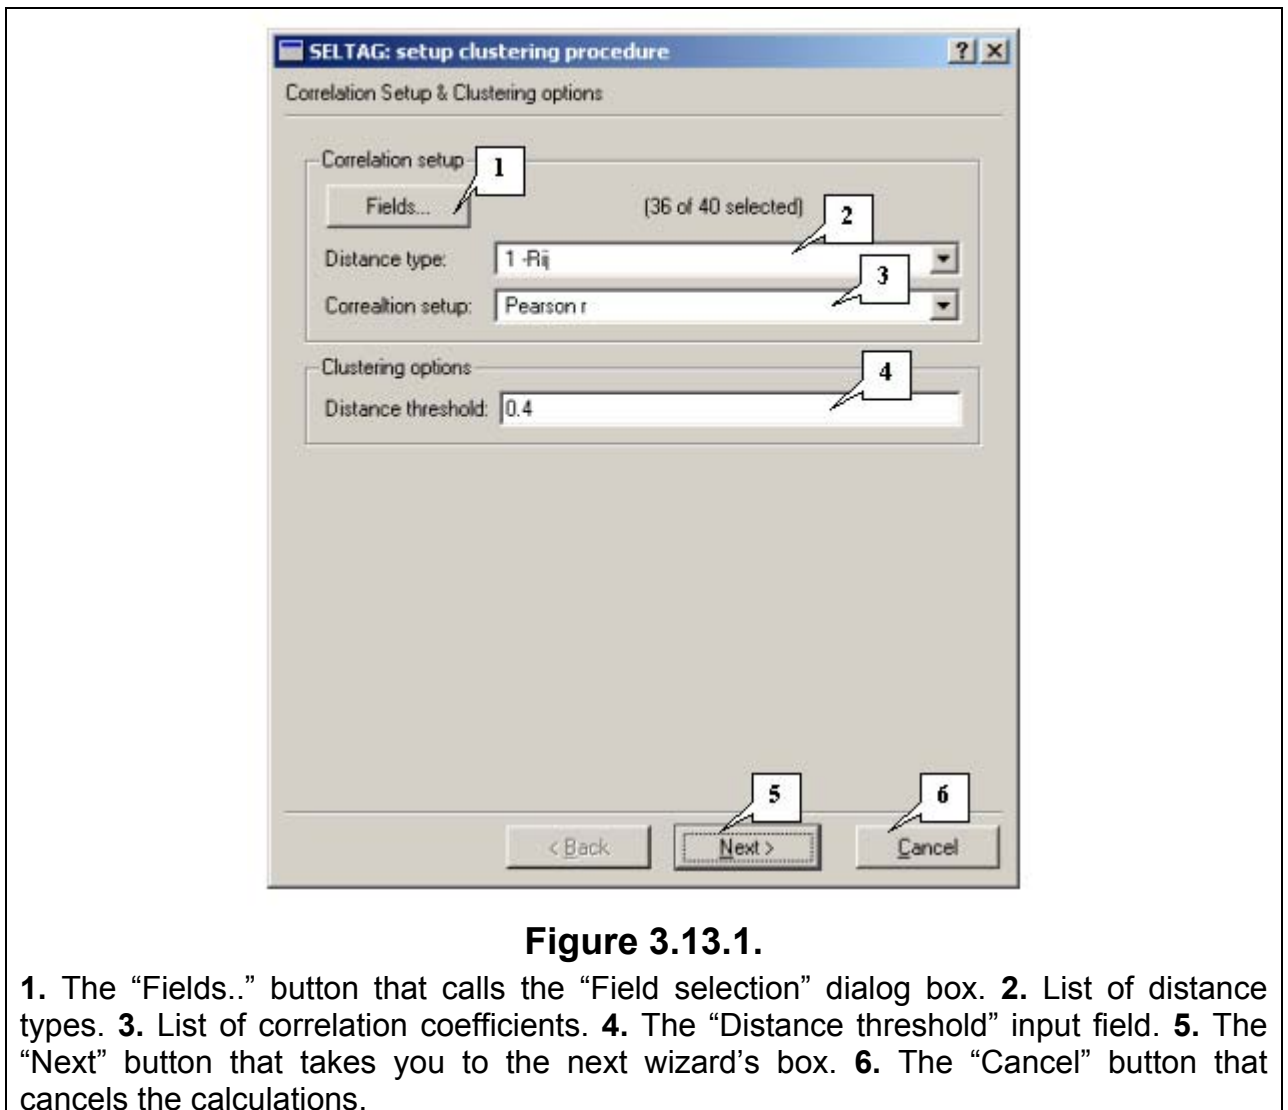 SELTAG: setup clustering procedure
Correlation Setup & Clustering options
Correlation setup
1
Fields...
(36 of 40 selected)
2
Distance type:
1 -Rij
3
Correaltion setup:
Pearson r
Clustering options
4
Distance threshold:
0.4
5
6
< Back
Next >
Cancel
Figure 3.13.1.
1. The “Fields..” button that calls the “Field selection” dialog box. 2. List of distance
types. 3. List of correlation coefficients. 4. The “Distance threshold” input field. 5. The
“Next” button that takes you to the next wizard’s box. 6. The “Cancel” button that
cancels the calculations.